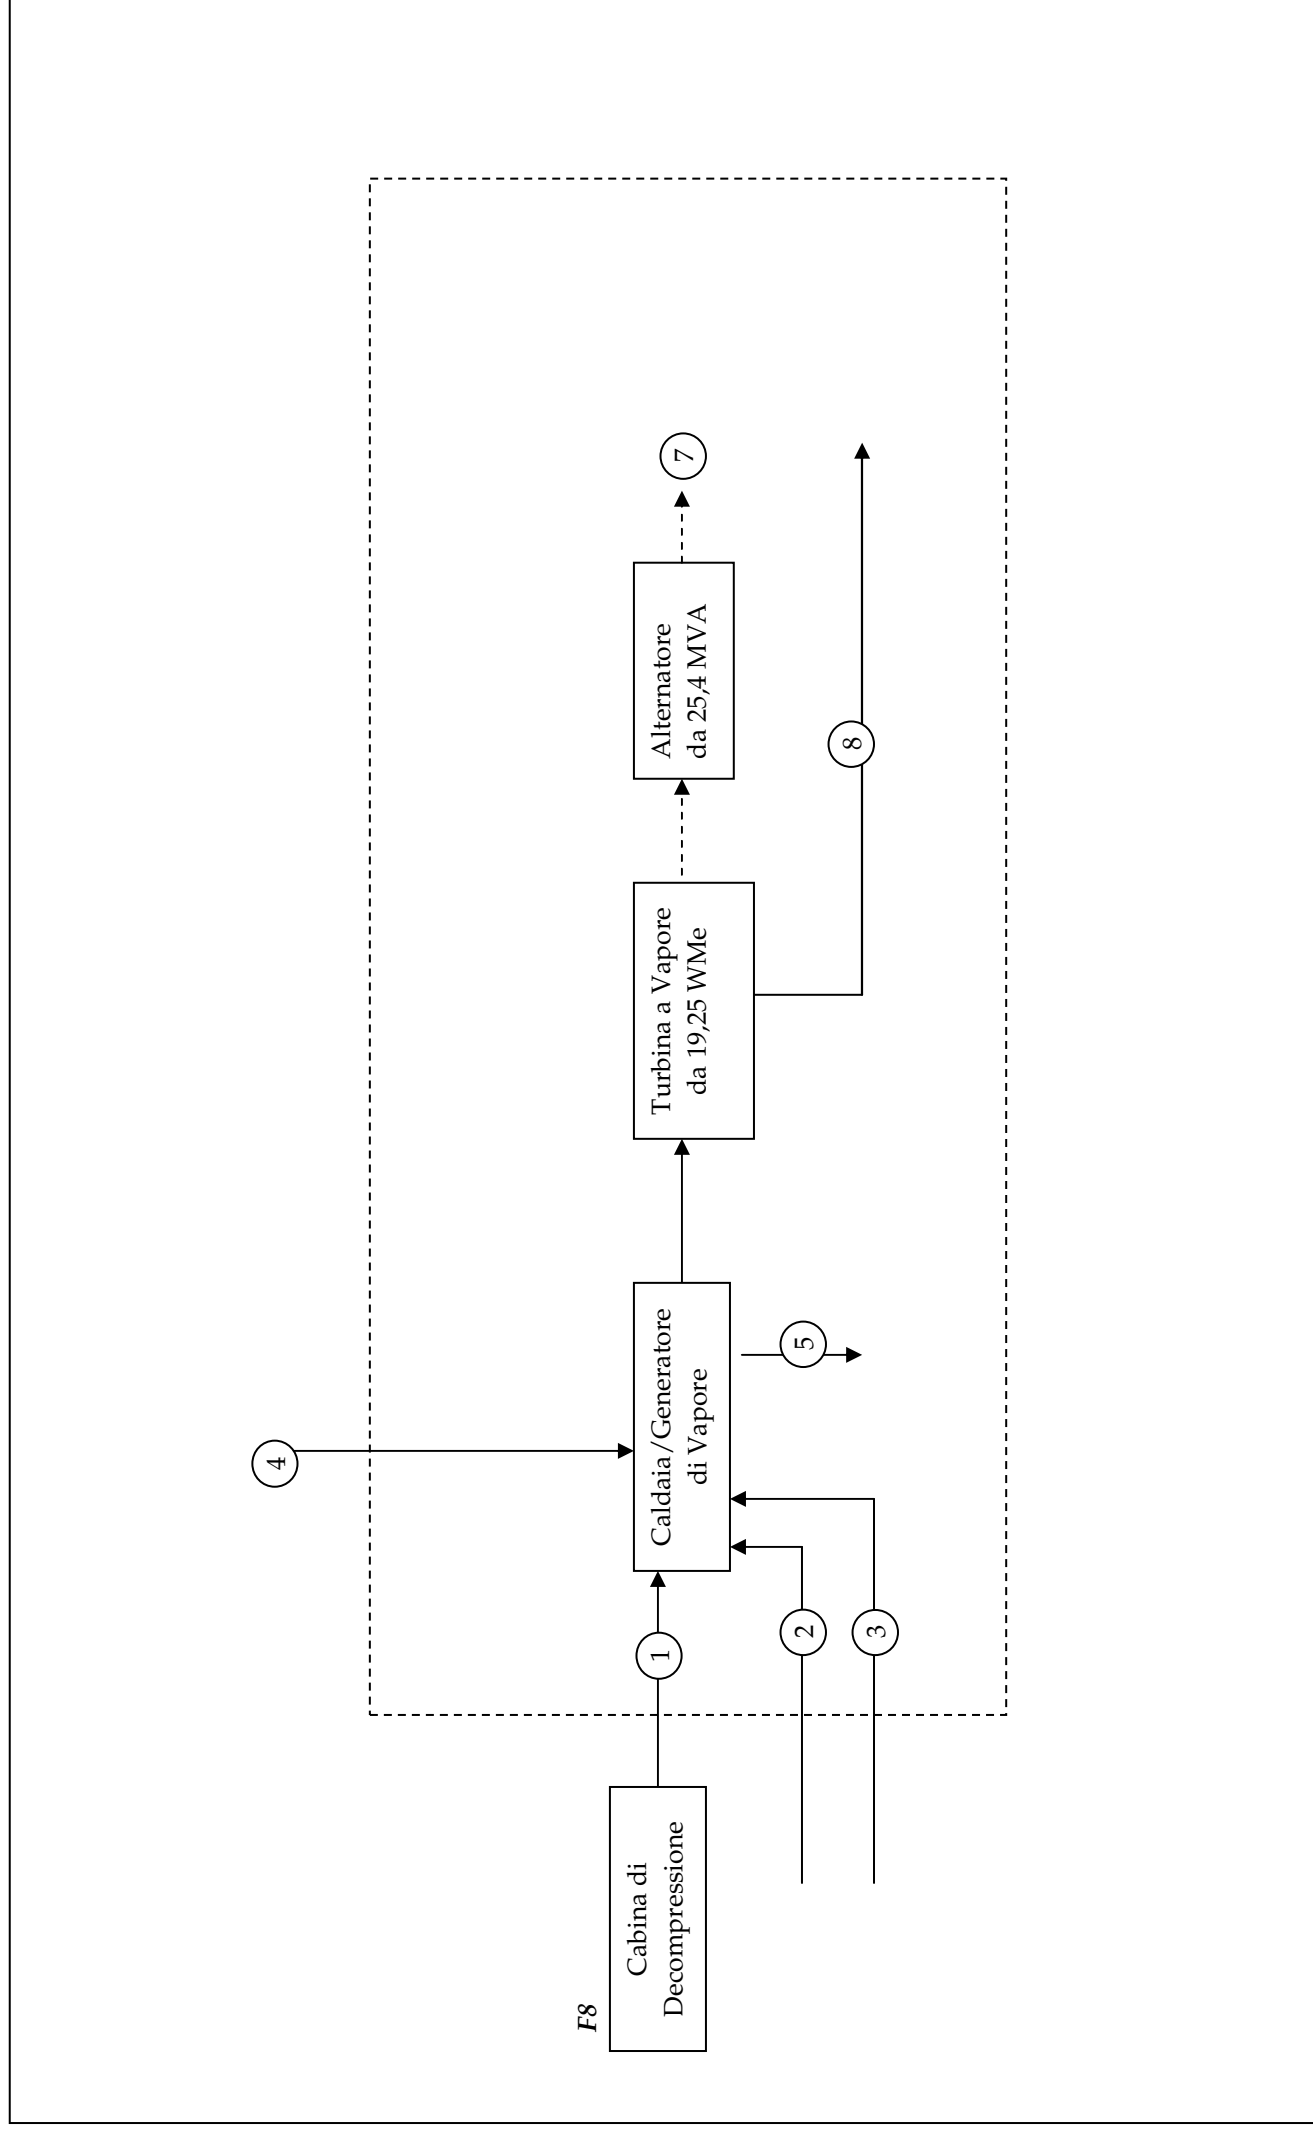 F8
Cabina di
Decompressione
1
2
3
4
Caldaia/Generatore
di Vapore
5
Turbina a Vapore
da 19,25 WMe
8
Alternatore
da 25,4 MVA
7